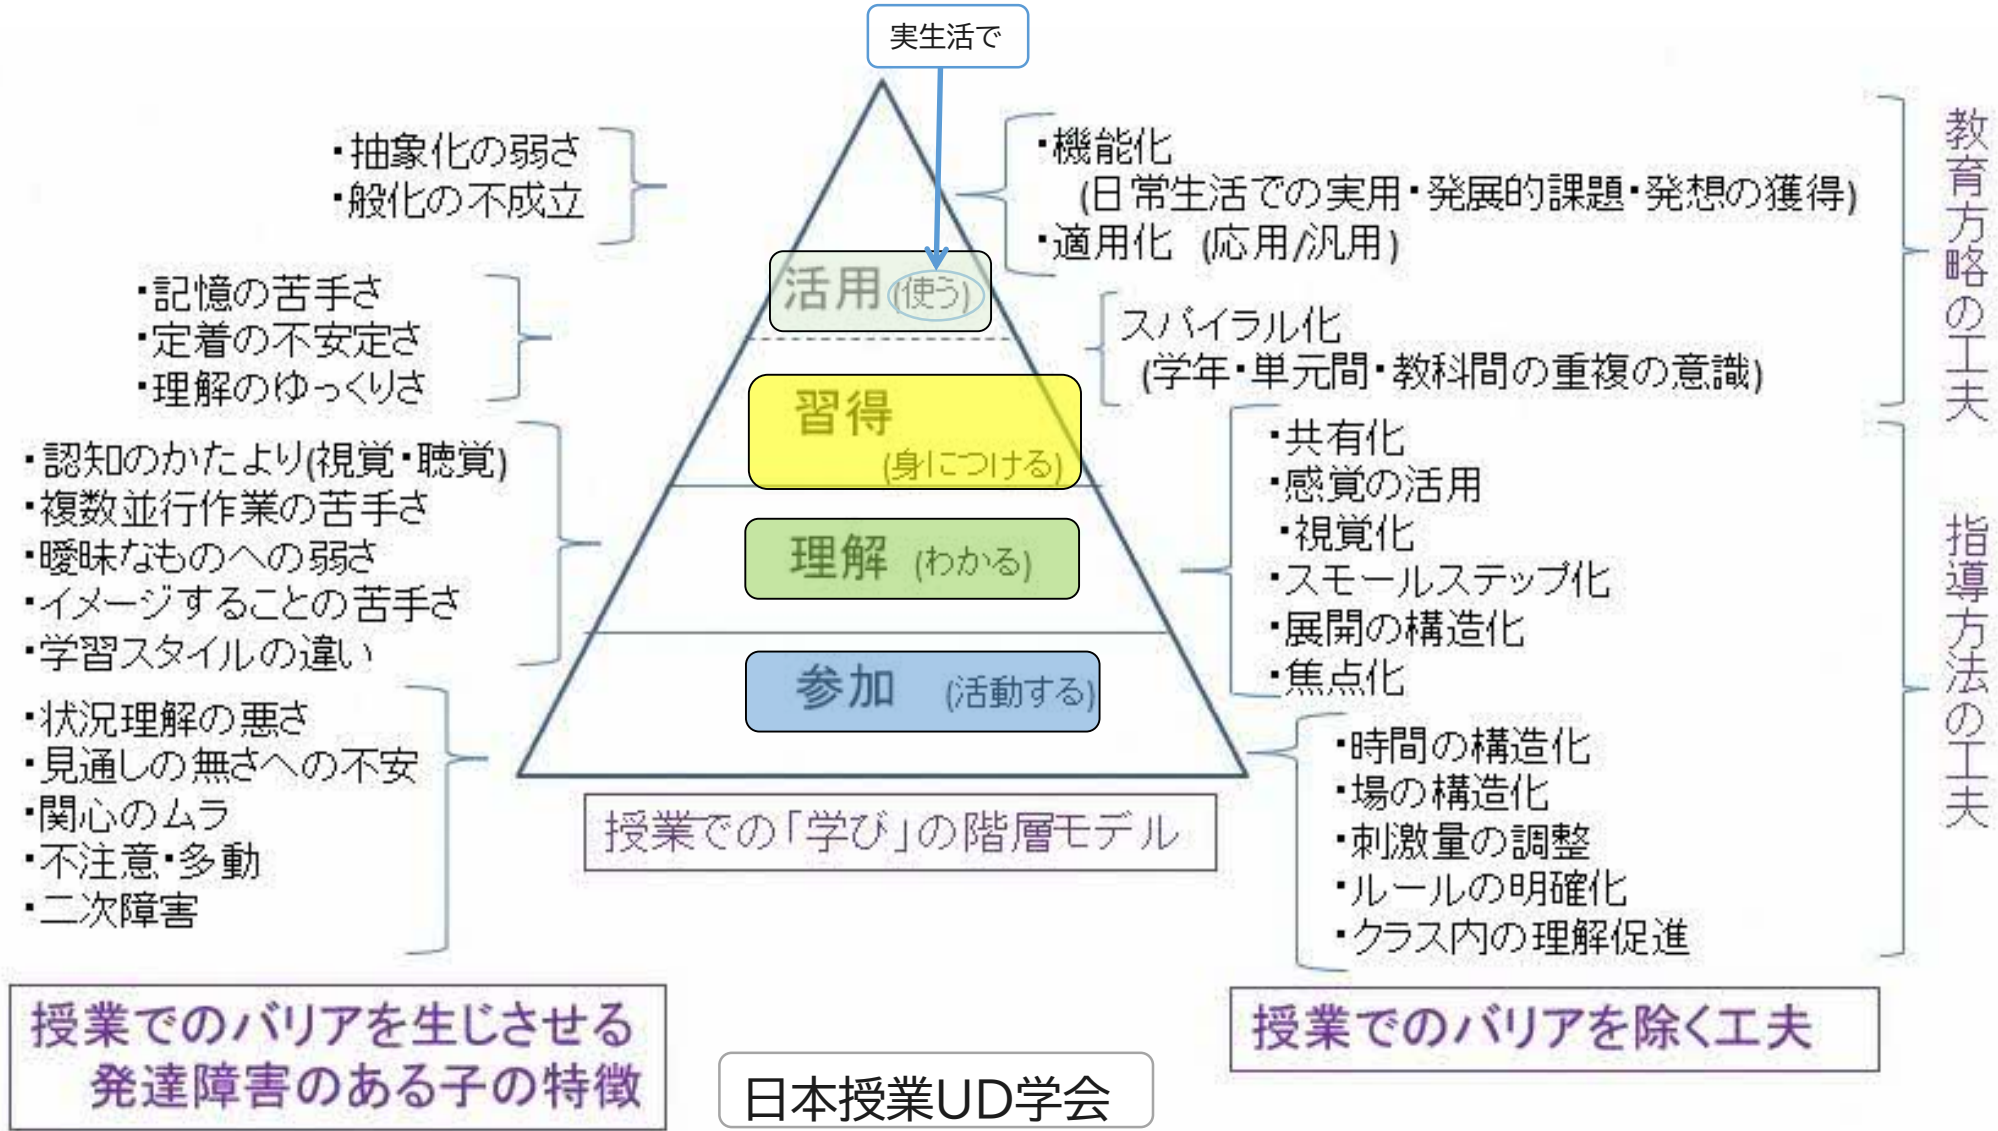 実生活で
・抽象化の弱さ
・般化の不成立
・記憶の苦手さ
・定着の不安定さ
・理解のゆっくりさ
・認知のかたより(視覚・聴覚)
・複数並行作業の苦手さ
・曖昧なものへの弱さ
・イメージすることの苦手さ
・学習スタイルの違い
・状況理解の悪さ
・見通しの無さへの不安
・関心のムラ
・不注意・多動
・二次障害
活用(使う)
習得
(身につける)
理解 (わかる)
参加 (活動する)
授業での「学び」の階層モデル
・機能化
(日常生活での実用・発展的課題・発想の獲得)
・適用化 (応用/汎用)
スパイラル化
(学年・単元間・教科間の重複の意識)
・共有化
・感覚の活用
・視覚化
・スモールステップ化
・展開の構造化
・焦点化
・時間の構造化
・場の構造化
・刺激量の調整
・ルールの明確化
・クラス内の理解促進
教育方略の工夫
指導方法の工夫
授業でのバリアを生じさせる
発達障害のある子の特徴
授業でのバリアを除く工夫
日本授業UD学会